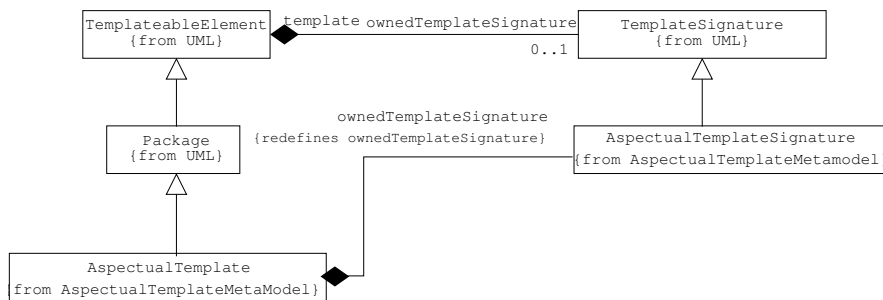 TemplateableElement
{from UML}
template
ownedTemplateSignature
0..1
TemplateSignature
{from UML}
Package
{from UML}
ownedTemplateSignature
{redefines ownedTemplateSignature}
AspectualTemplateSignature
{from AspectualTemplateMetamodel}
AspectualTemplate
{from AspectualTemplateMetaModel}